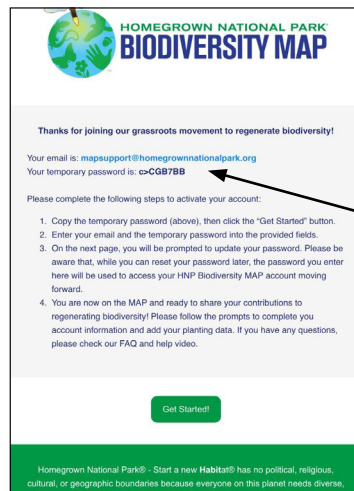 HOMEGROWN NATIONAL PARK
BIODIVERSITY MAP
Thanks for joining our grassroots movement to regenerate biodiversity!
Your email is: mapsupport@homegrownnationalpark.org
Your temporary password is: c>CGB7BB
Please complete the following steps to activate your account:
1. Copy the temporary password (above), then click the “Get Started” button.
2. Enter your email and the temporary password into the provided fields.
3. On the next page, you will be prompted to update your password. Please be
aware that, while you can reset your password later, the password you enter
here will be used to access your HNP Biodiversity MAP account moving
forward.
4. You are now on the MAP and ready to share your contributions to
regenerating biodiversity! Please follow the prompts to complete you
account information and add your planting data. If you have any questions,
please check our FAQ and help video.
Get Started!
Homegrown National Park® - Start a new Habitat® has no political, religious,
cultural, or geographic boundaries because everyone on this planet needs diverse,